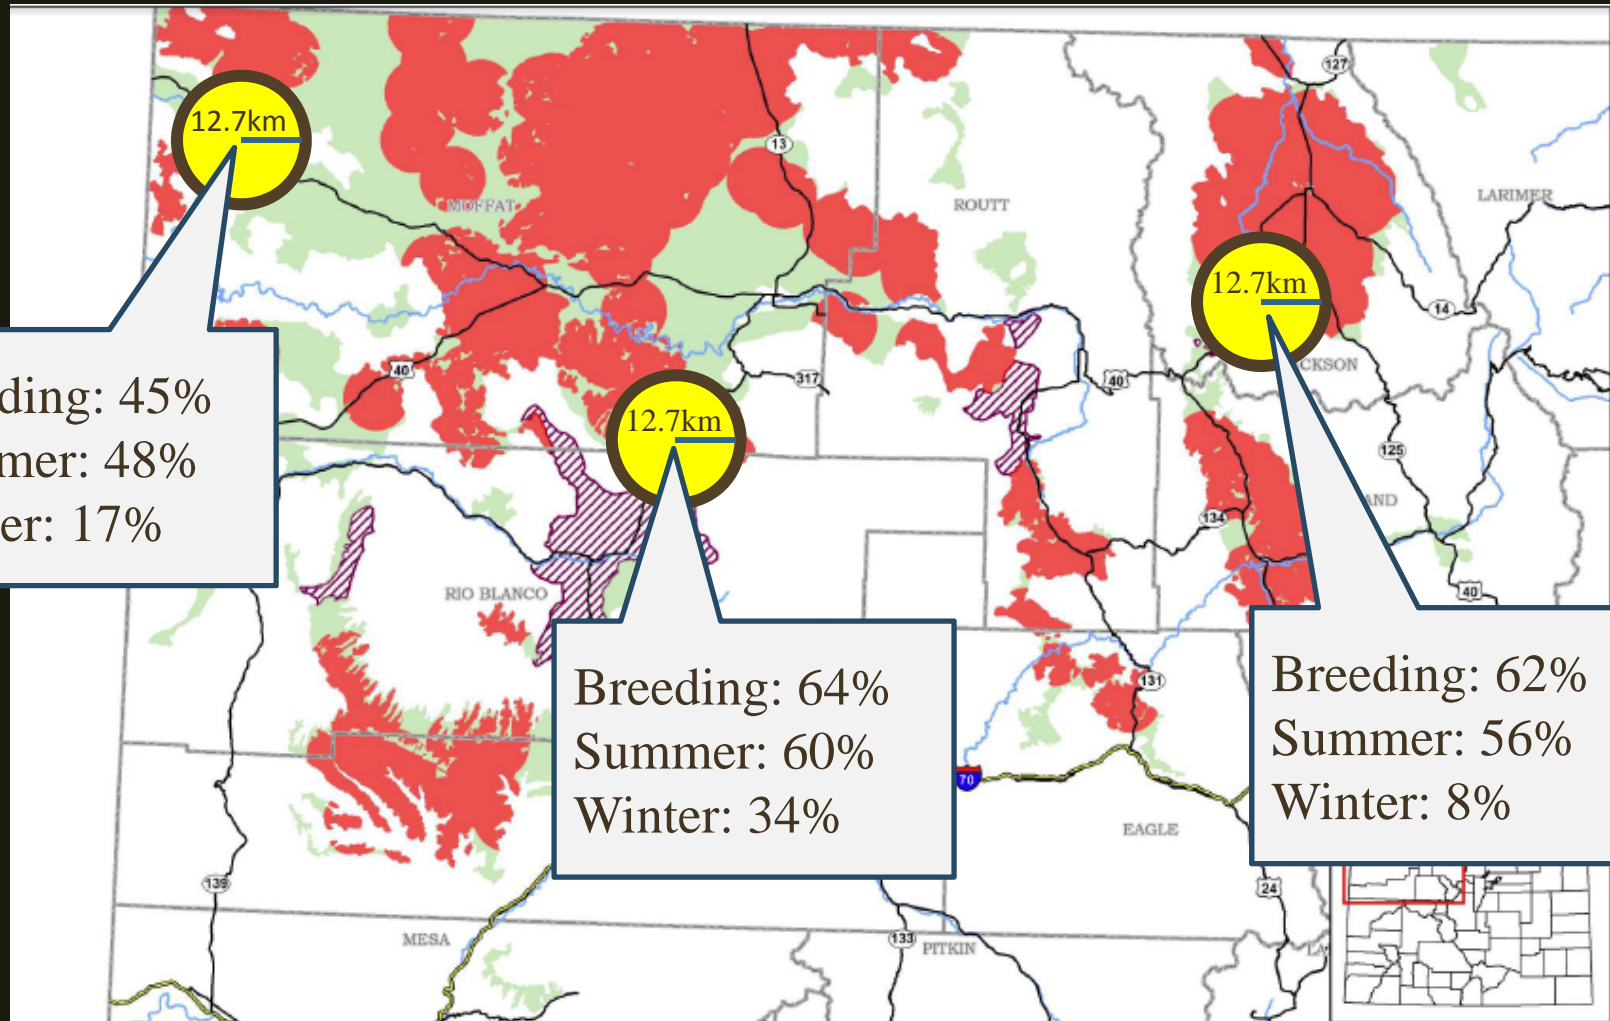 127
12.7km
13
MOFFAT
ROUTT
LARIMER
12.7km
14
40
317
40
CKSON
ding: 45%
mer: 48%
er: 17%
12.7km
125
AND
134
RIO BLANCO
40
Breeding: 64%
Summer: 60%
Winter: 34%
131
Breeding: 62%
Summer: 56%
Winter: 8%
70
EAGLE
139
24
MESA
133
PITKIN
LA